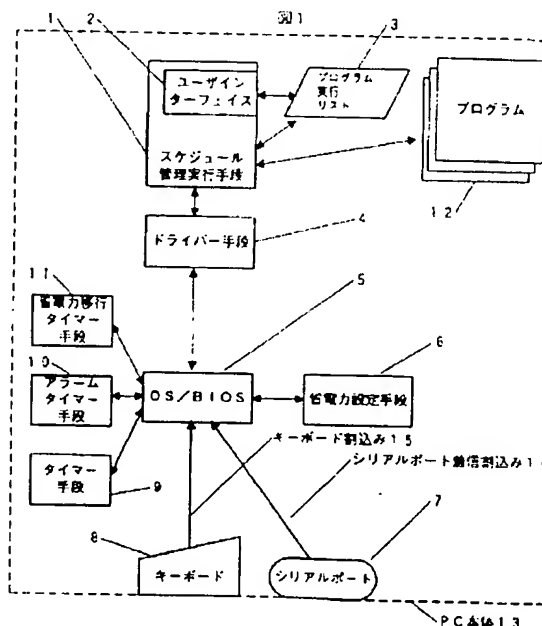 図1
1
2
3
ユーザイン
ターフェイス
プログラム
実行
リスト
プログラム
スケジュール
管理実行手段
12
ドライバー手段
4
11
省電力移行
タイマー
手段
5
6
10
アラーム
タイマー
手段
OS/BIOS
省電力設定手段
キーボード割込み15
シリアルポート着信割込み1
タイマー
手段
9
7
8
キーボード
シリアルポート
PC本体13